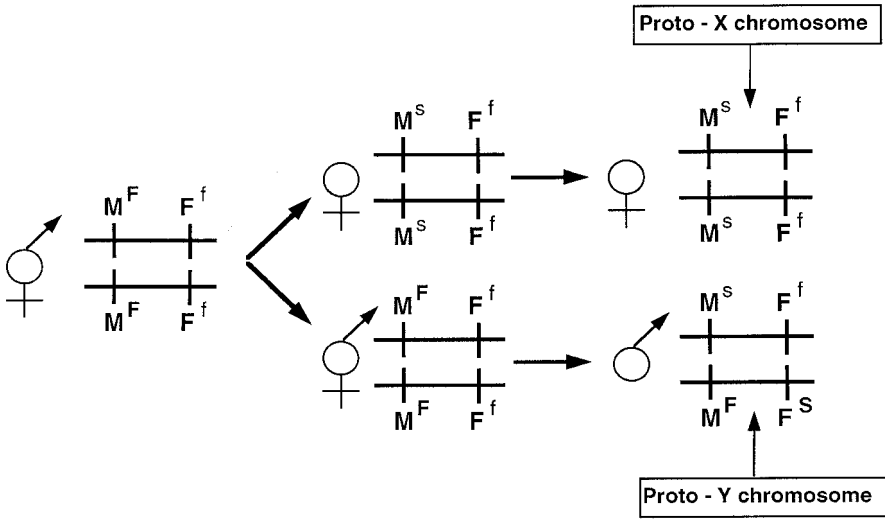 Proto - X chromosome
M^s F^f
M^s F^f
M^s F^f
M^s F^f
M^F F^f
M^F F^f
M^F F^f
M^F F^f
M^s F^f
M^F F^S
Proto - Y chromosome